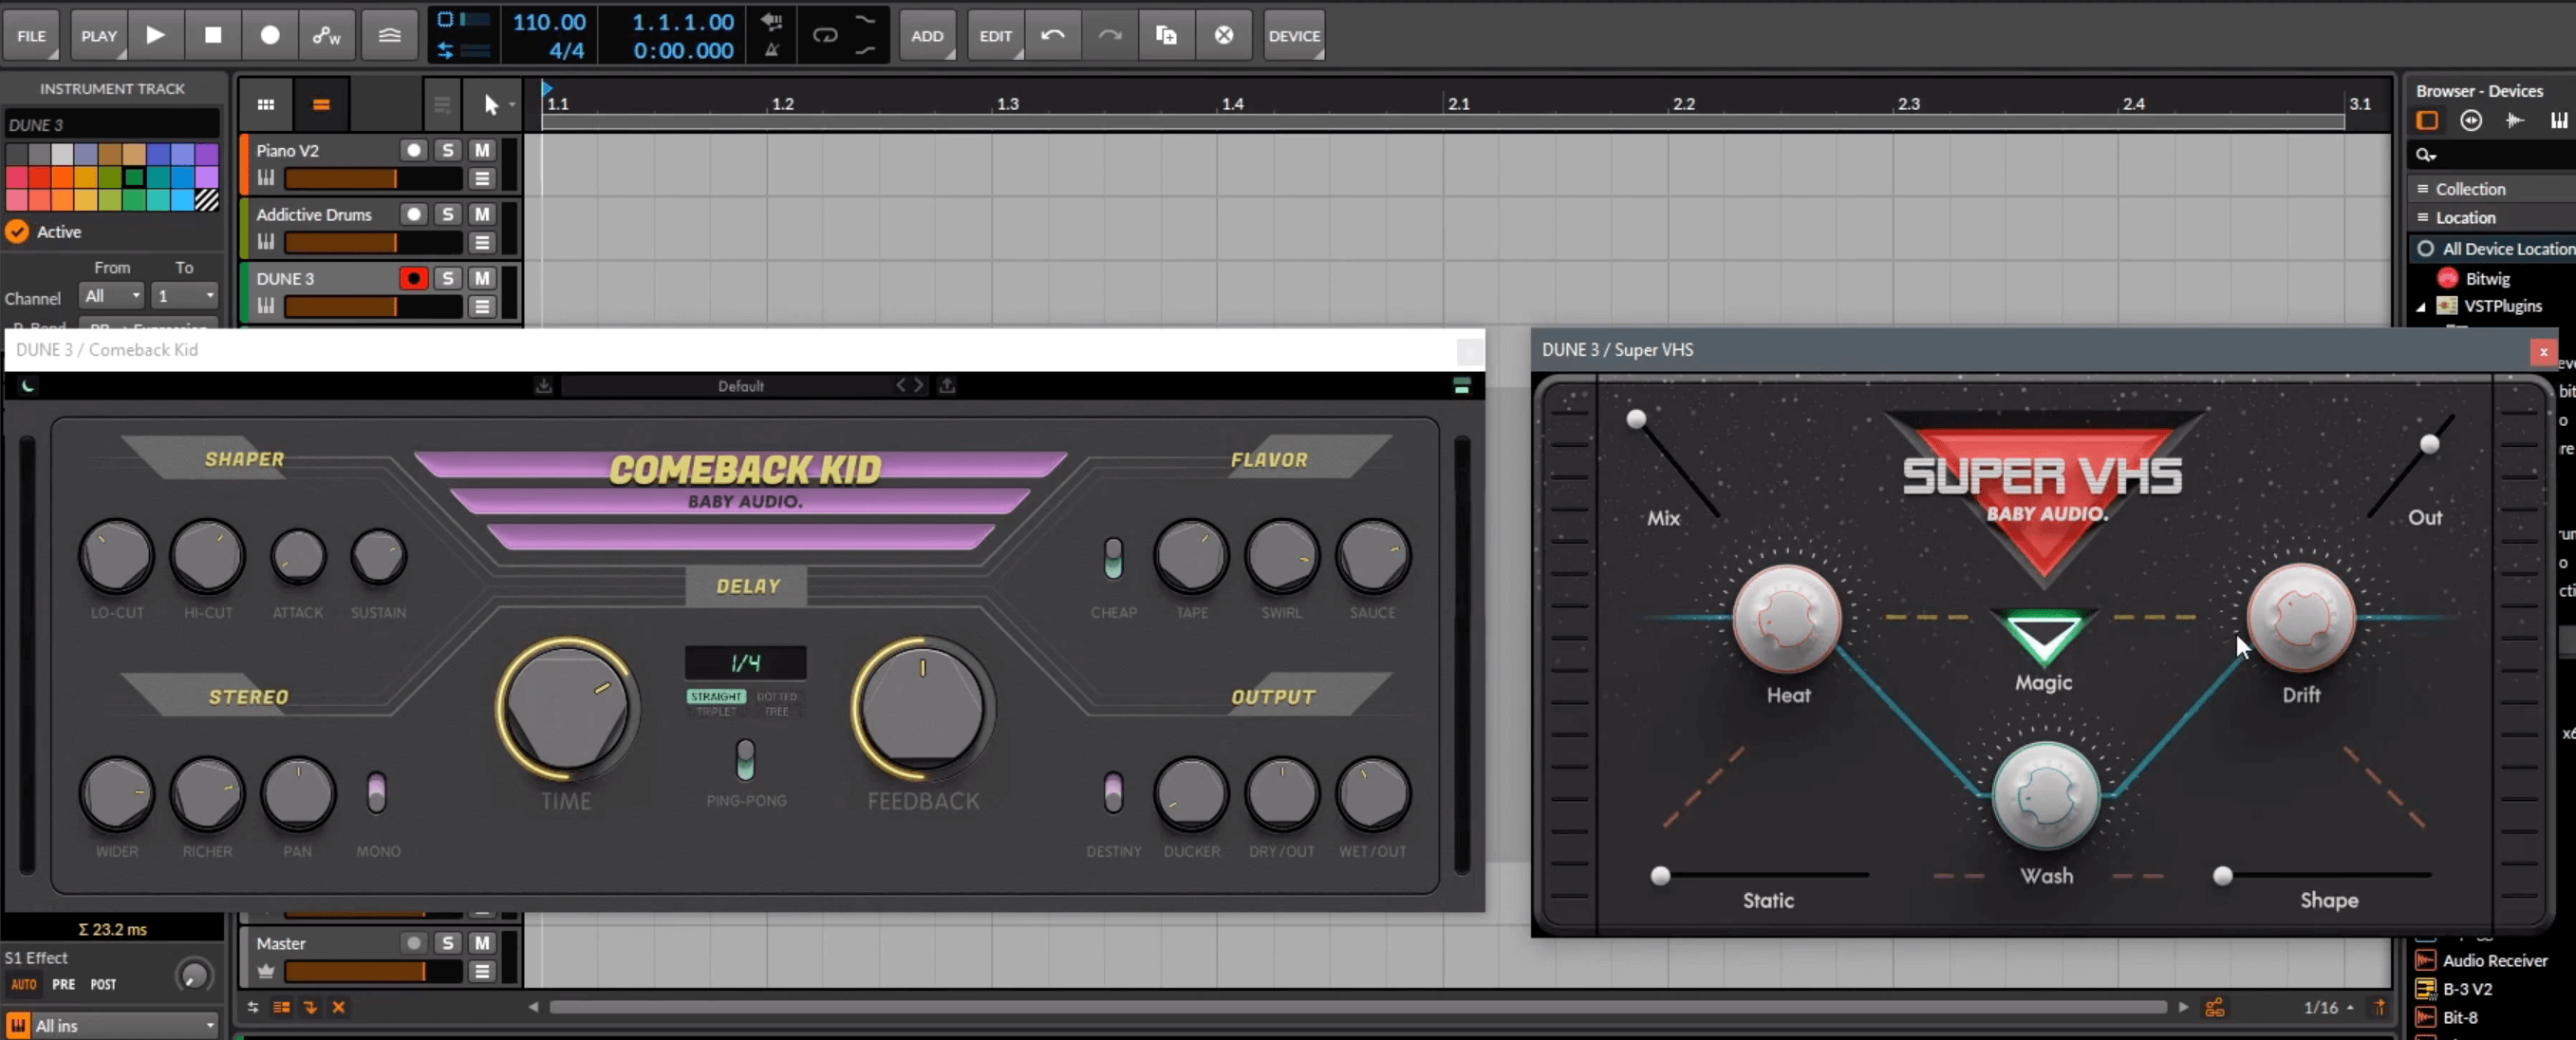 FILE PLAY W 110.00 1.1.1.00 ADD EDIT DEVICE
4/4 0:00.000
INSTRUMENT TRACK
DUNE 3
Active
From To
Channel All 1
1.1 1.2 1.3 1.4 2.1 2.2 2.3 2.4 3.1
Piano V2 S M
Addictive Drums S M
DUNE 3 S M
Browser - Devices
Collection
Location
All Device Location
Bitwig
VSTPlugins
DUNE 3 / Comeback Kid
Default
SHAPER
COMEBACK KID
BABY AUDIO.
FLAVOR
LO-CUT HI-CUT ATTACK SUSTAIN
DELAY
CHEAP TAPE SWIRL SAUCE
STEREO
1/4
STRAIGHT DOTTED
TRIPLET FREE
OUTPUT
WIDER RICHER PAN MONO
TIME PING-PONG FEEDBACK
DESTINY DUCKER DRY/OUT WET/OUT
DUNE 3 / Super VHS
x
SUPER VHS
BABY AUDIO.
Mix Out
Heat Magic Drift
Wash
Static Shape
Σ 23.2 ms
S1 Effect
AUTO PRE POST
All ins
Master S M
1/16
Audio Receiver
B-3 V2
Bit-8